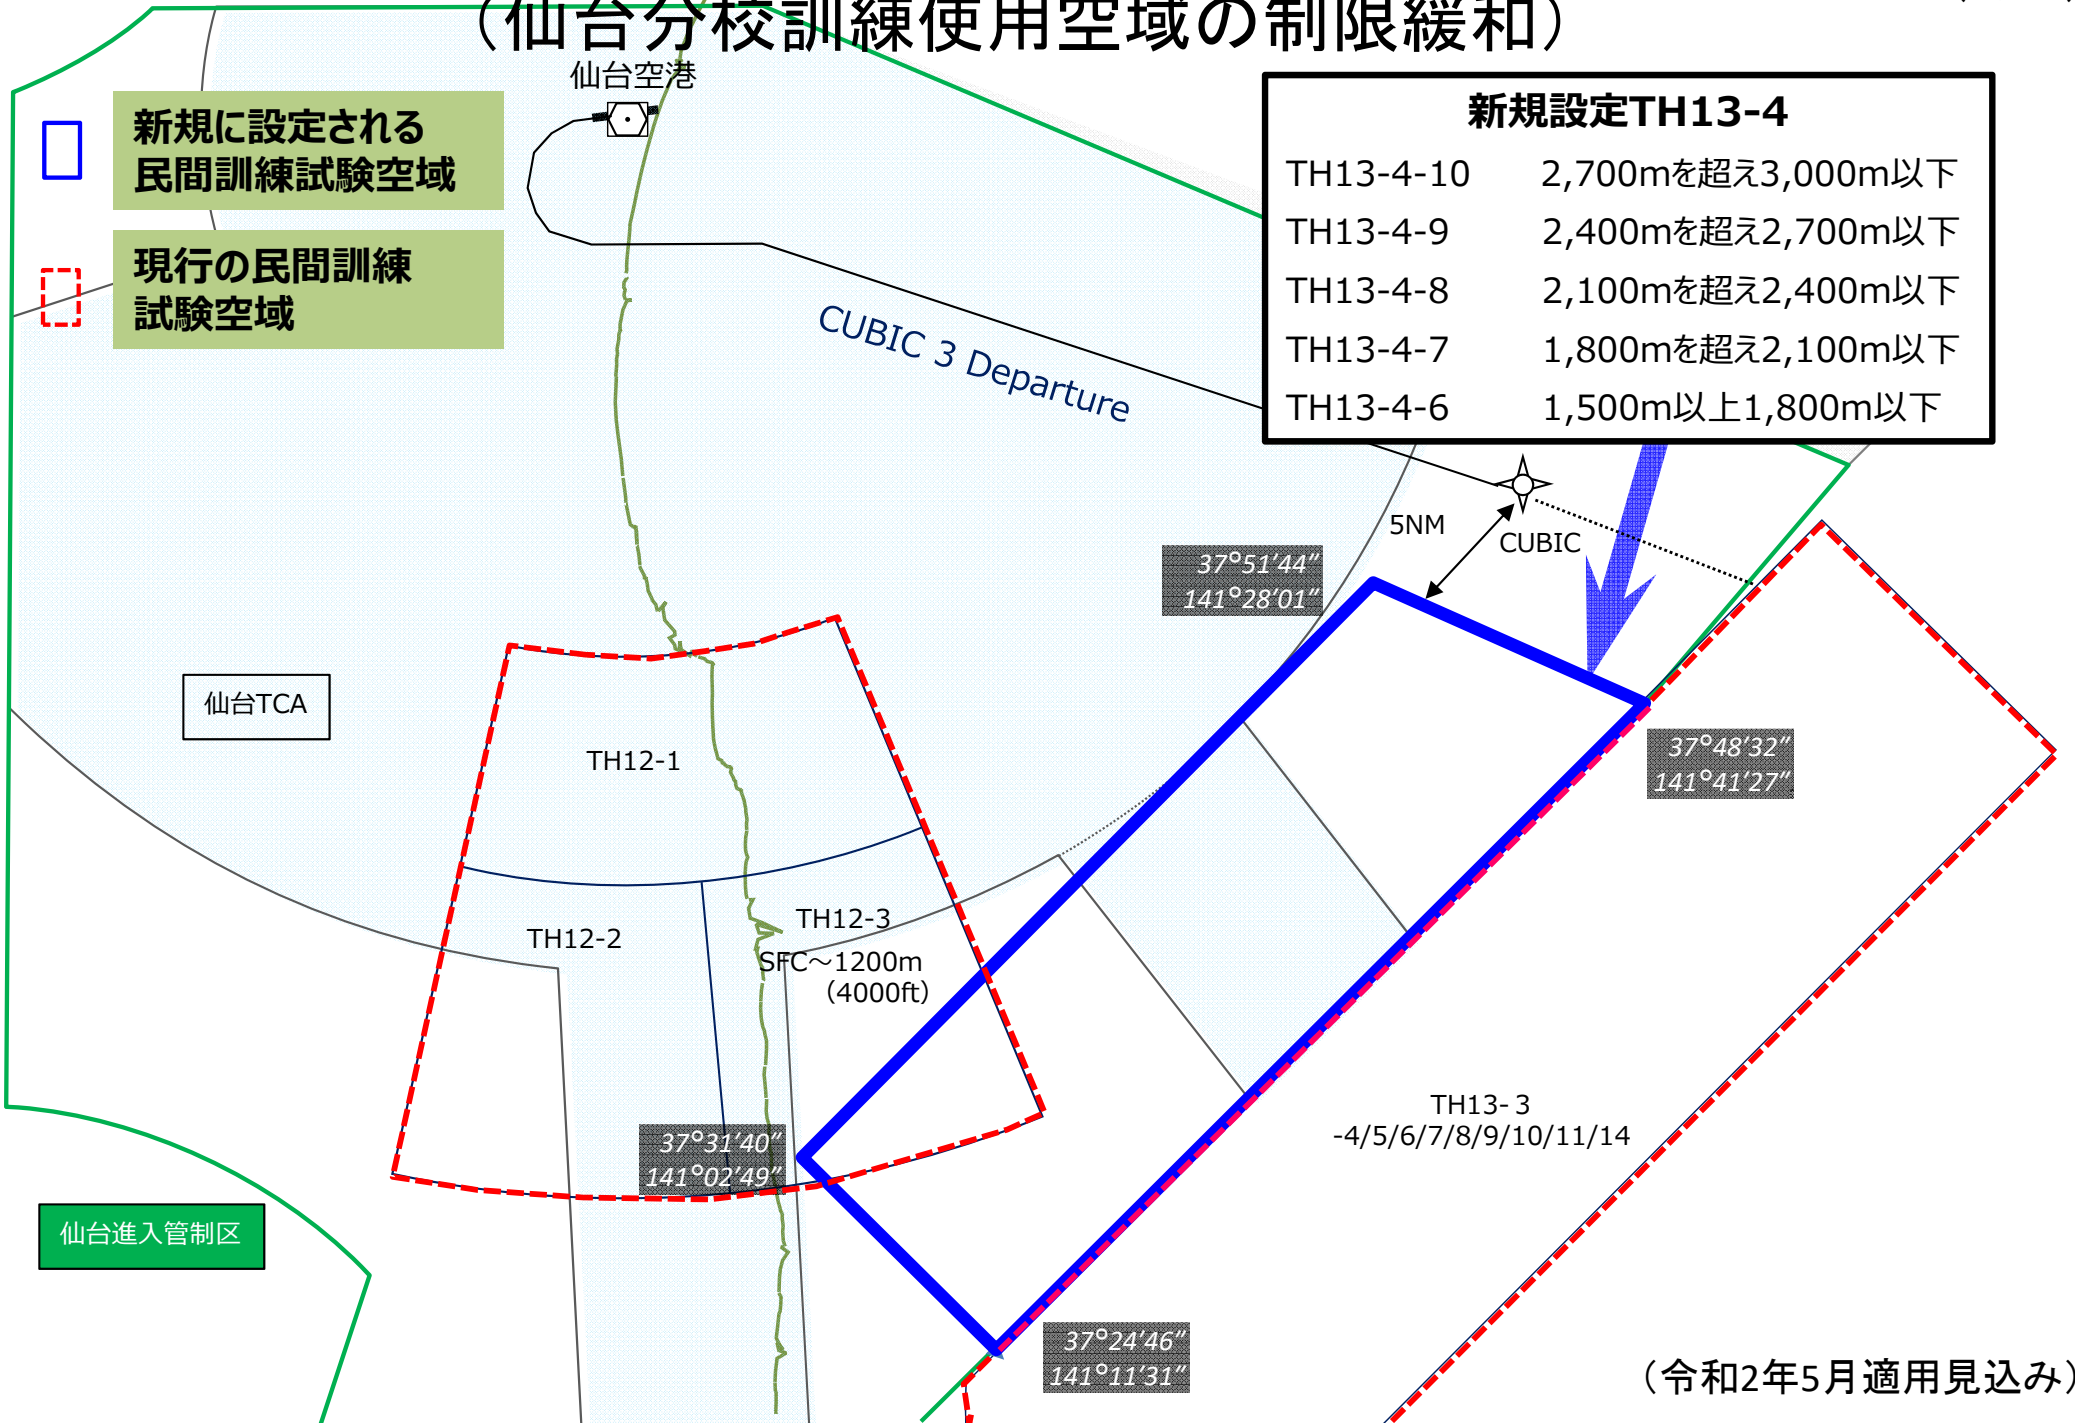 （仙台分校訓練使用空域の制限緩和）
仙台空港
新規に設定される
民間訓練試験空域
現行の民間訓練
試験空域
新規設定TH13-4
TH13-4-10 2,700mを超え3,000m以下
TH13-4-9 2,400mを超え2,700m以下
TH13-4-8 2,100mを超え2,400m以下
TH13-4-7 1,800mを超え2,100m以下
TH13-4-6 1,500m以上1,800m以下
CUBIC 3 Departure
5NM
CUBIC
37°51’44”
141°28’01”
仙台TCA
TH12-1
37°48’32”
141°41’27”
TH12-2
TH12-3
SFC～1200m
（4000ft）
TH13-３
-4/5/6/7/8/9/10/11/14
37°31’40”
141°02’49”
仙台進入管制区
37°24’46”
141°11’31”
（令和2年5月適用見込み）